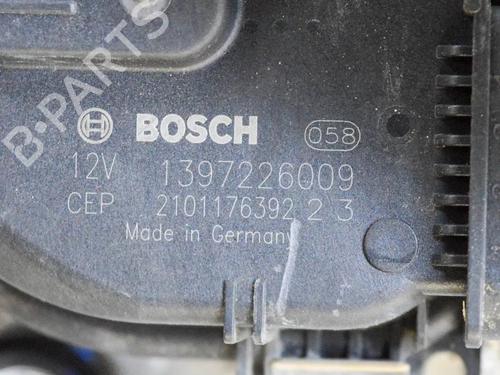 B-PARTS
BOSCH 058
12V 1397226009
CEP 2101176392 2 3
Made in Germany